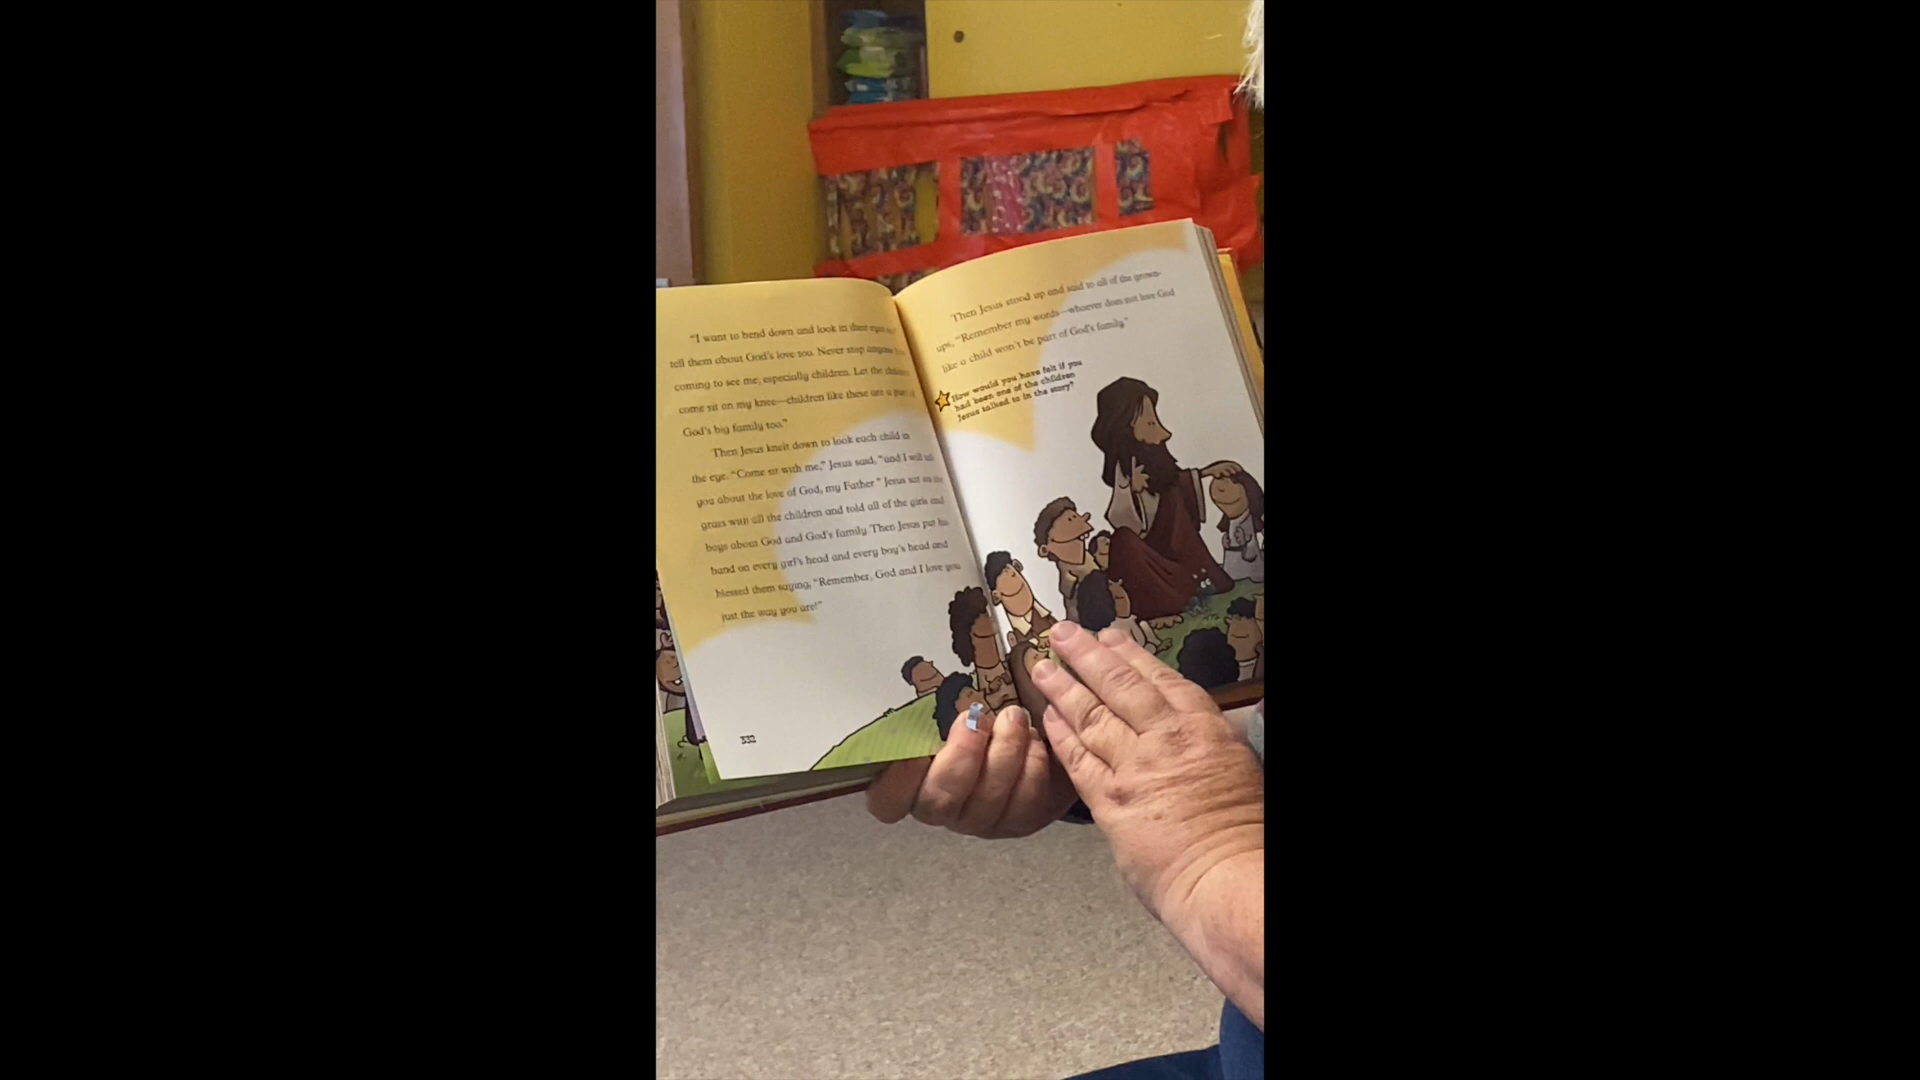 "I want to bend down and look in their eyes
tell them about God's love too. Never stop anyone
coming to see me, especially children. Let the children
come sit on my knee—children like these are a part of
God's big family too."
Then Jesus knelt down to look each child in
the eye. "Come sit with me," Jesus said, "and I will tell
you about the love of God, my Father." Jesus sat on the
grass with all the children and told all of the girls and
boys about God and God's family. Then Jesus put his
hand on every girl's head and every boy's head and
blessed them saying, "Remember, God and I love you
just the way you are!"
332
Then Jesus stood up and said to all of the grown-
ups, "Remember my words—whoever does not love God
like a child won't be part of God's family."
How would you have felt if you
had been one of the children
Jesus talked to in the story?